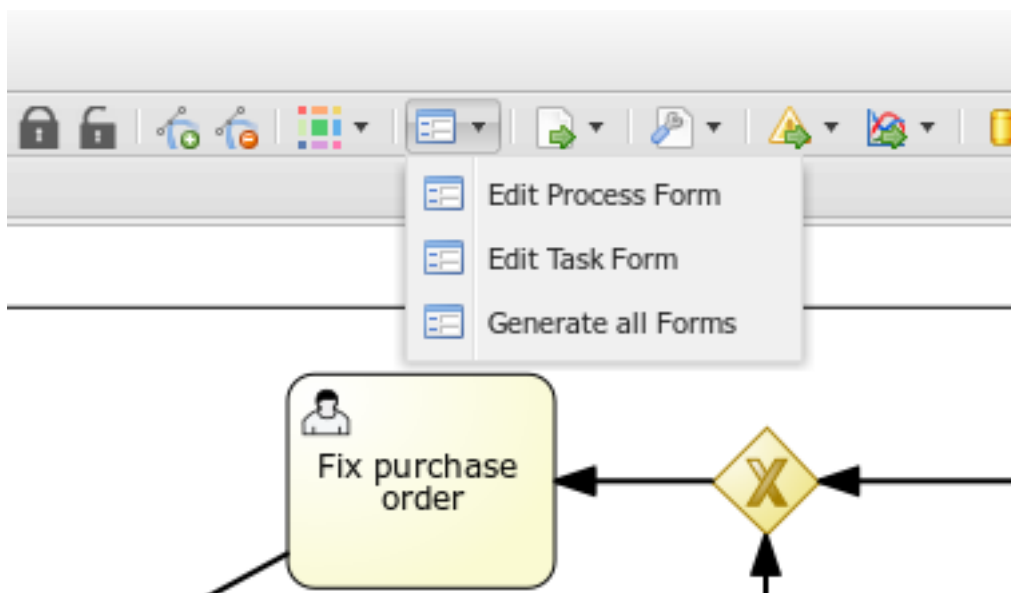 Edit Process Form
Edit Task Form
Generate all Forms
Fix purchase
order